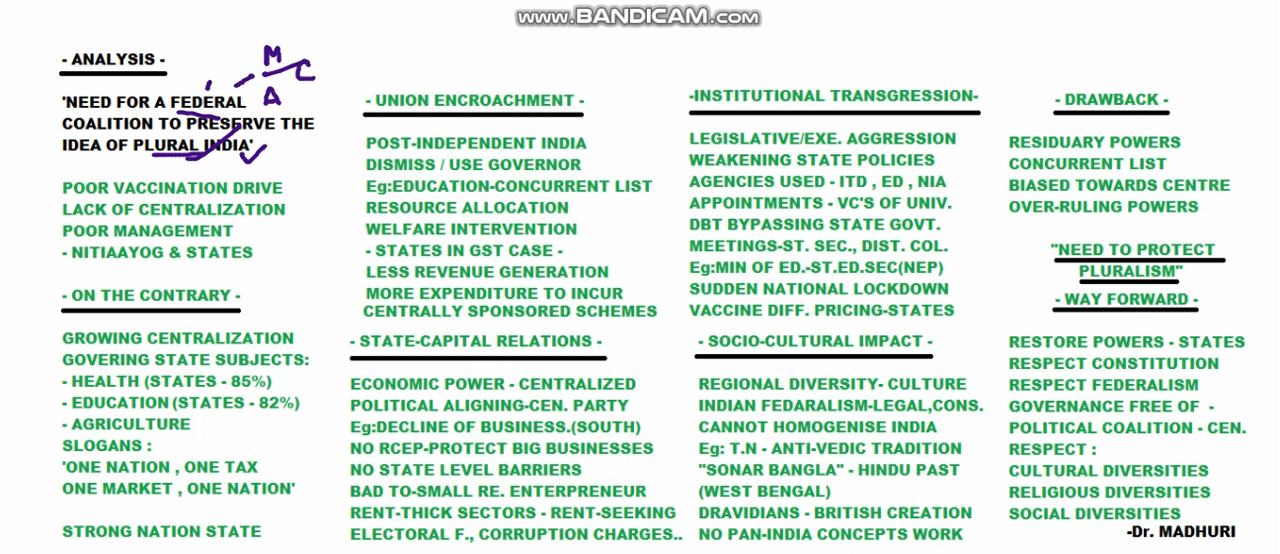 www.BANDICAM.com
- ANALYSIS -
M
C
A
'NEED FOR A FEDERAL
COALITION TO PRESERVE THE
IDEA OF PLURAL INDIA'
POOR VACCINATION DRIVE
LACK OF CENTRALIZATION
POOR MANAGEMENT
- NITIAAYOG & STATES
- ON THE CONTRARY -
GROWING CENTRALIZATION
GOVERING STATE SUBJECTS:
- HEALTH (STATES - 85%)
- EDUCATION (STATES - 82%)
- AGRICULTURE
SLOGANS :
'ONE NATION , ONE TAX
ONE MARKET , ONE NATION'
STRONG NATION STATE
- UNION ENCROACHMENT -
POST-INDEPENDENT INDIA
DISMISS / USE GOVERNOR
Eg:EDUCATION-CONCURRENT LIST
RESOURCE ALLOCATION
WELFARE INTERVENTION
- STATES IN GST CASE -
LESS REVENUE GENERATION
MORE EXPENDITURE TO INCUR
CENTRALLY SPONSORED SCHEMES
- STATE-CAPITAL RELATIONS -
ECONOMIC POWER - CENTRALIZED
POLITICAL ALIGNING-CEN. PARTY
Eg:DECLINE OF BUSINESS.(SOUTH)
NO RCEP-PROTECT BIG BUSINESSES
NO STATE LEVEL BARRIERS
BAD TO-SMALL RE. ENTERPRENEUR
RENT-THICK SECTORS - RENT-SEEKING
ELECTORAL F., CORRUPTION CHARGES..
-INSTITUTIONAL TRANSGRESSION-
LEGISLATIVE/EXE. AGGRESSION
WEAKENING STATE POLICIES
AGENCIES USED - ITD , ED , NIA
APPOINTMENTS - VC'S OF UNIV.
DBT BYPASSING STATE GOVT.
MEETINGS-ST. SEC., DIST. COL.
Eg:MIN OF ED.-ST.ED.SEC(NEP)
SUDDEN NATIONAL LOCKDOWN
VACCINE DIFF. PRICING-STATES
- SOCIO-CULTURAL IMPACT -
REGIONAL DIVERSITY- CULTURE
INDIAN FEDARALISM-LEGAL,CONS.
CANNOT HOMOGENISE INDIA
Eg: T.N - ANTI-VEDIC TRADITION
"SONAR BANGLA" - HINDU PAST
(WEST BENGAL)
DRAVIDIANS - BRITISH CREATION
NO PAN-INDIA CONCEPTS WORK
- DRAWBACK -
RESIDUARY POWERS
CONCURRENT LIST
BIASED TOWARDS CENTRE
OVER-RULING POWERS
"NEED TO PROTECT
PLURALISM"
- WAY FORWARD -
RESTORE POWERS - STATES
RESPECT CONSTITUTION
RESPECT FEDERALISM
GOVERNANCE FREE OF -
POLITICAL COALITION - CEN.
RESPECT :
CULTURAL DIVERSITIES
RELIGIOUS DIVERSITIES
SOCIAL DIVERSITIES
-Dr. MADHURI